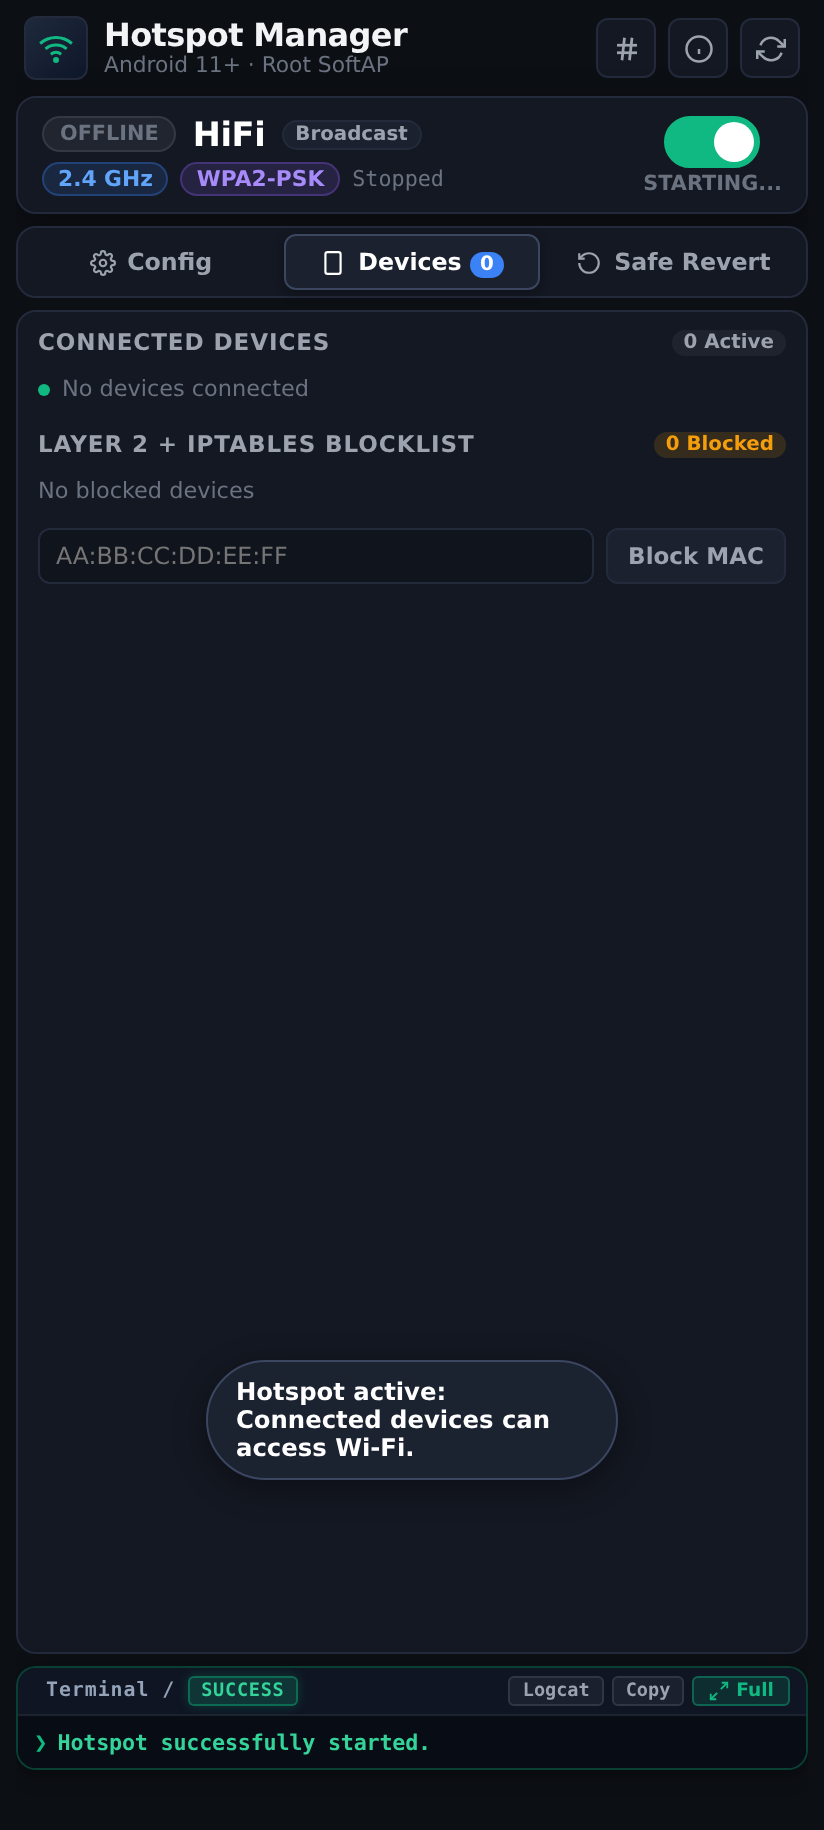 Hotspot Manager
Android 11+ · Root SoftAP
OFFLINE HiFi Broadcast
2.4 GHz WPA2-PSK Stopped
STARTING...
Config Devices 0 Safe Revert
CONNECTED DEVICES 0 Active
No devices connected
LAYER 2 + IPTABLES BLOCKLIST 0 Blocked
No blocked devices
AA:BB:CC:DD:EE:FF Block MAC
Hotspot active:
Connected devices can
access Wi-Fi.
Terminal / SUCCESS Logcat Copy Full
❯ Hotspot successfully started.